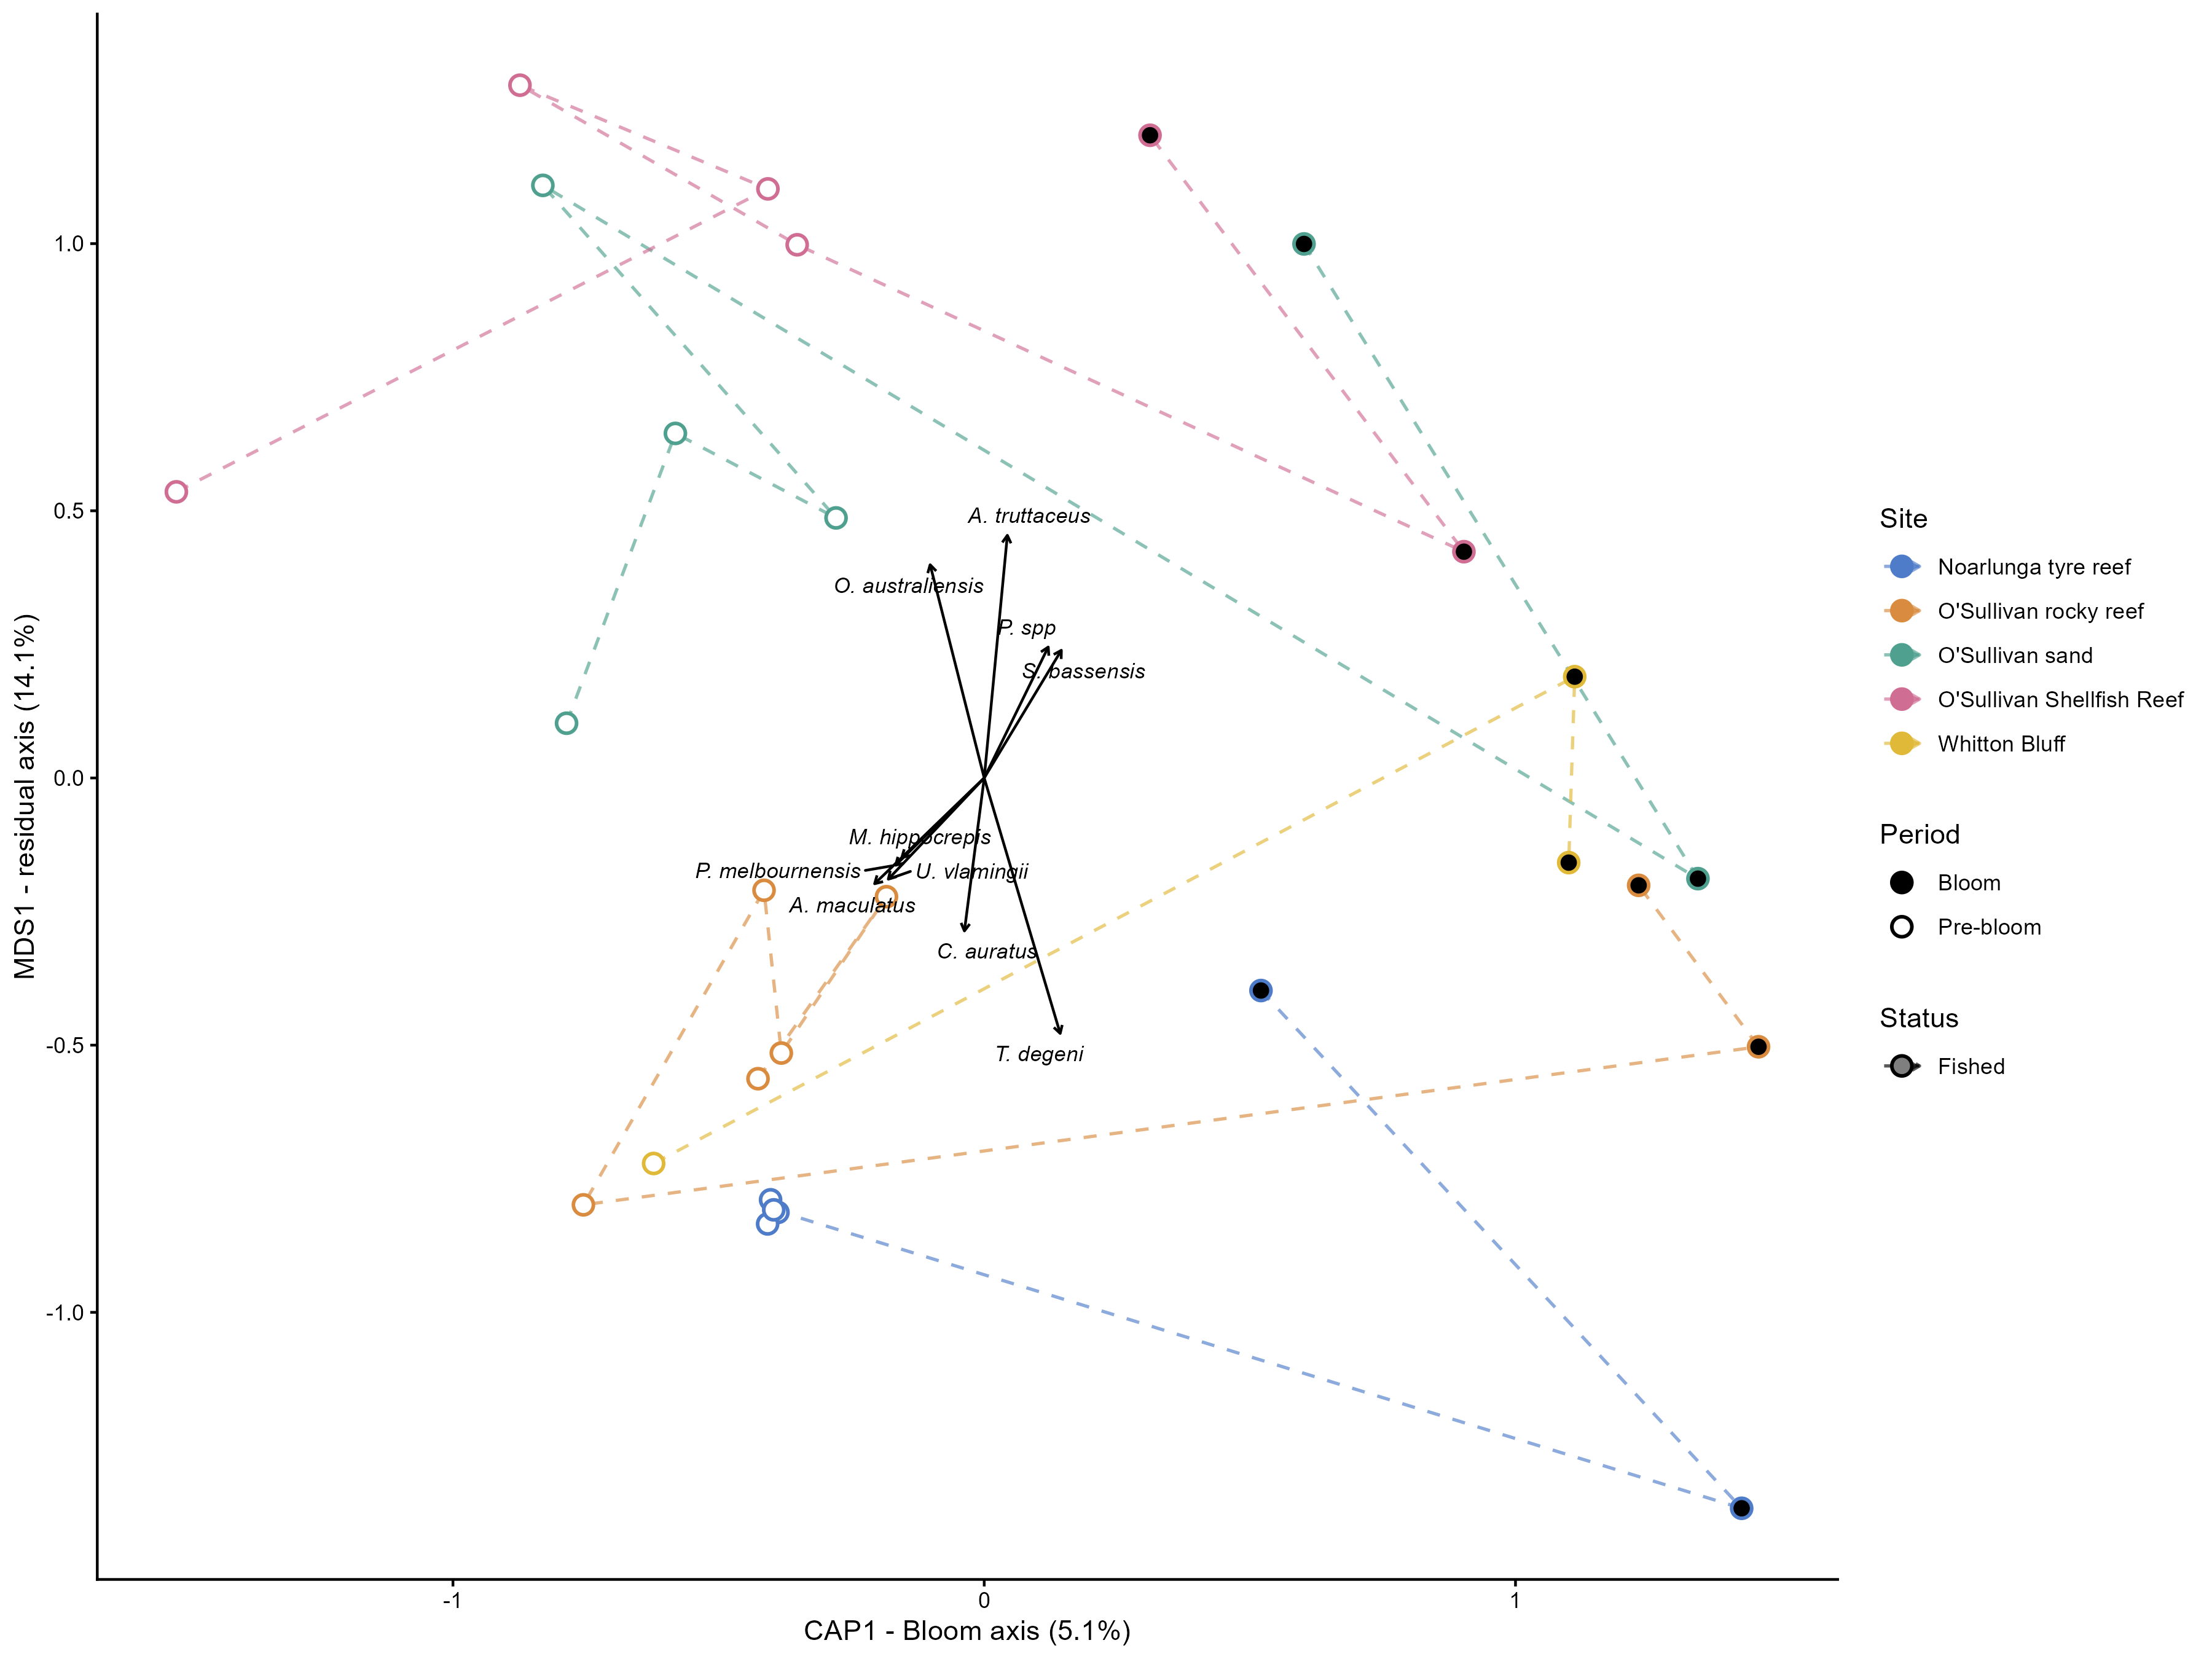 1.0
0.5
0.0
-0.5
-1.0
MDS1 - residual axis (14.1%)
-1
0
1
CAP1 - Bloom axis (5.1%)
A. truttaceus
O. australiensis
P. spp
S. bassensis
M. hippocrepis
P. melbournensis
U. vlamingii
A. maculatus
C. auratus
T. degeni
Site
Noarlunga tyre reef
O'Sullivan rocky reef
O'Sullivan sand
O'Sullivan Shellfish Reef
Whitton Bluff
Period
Bloom
Pre-bloom
Status
Fished